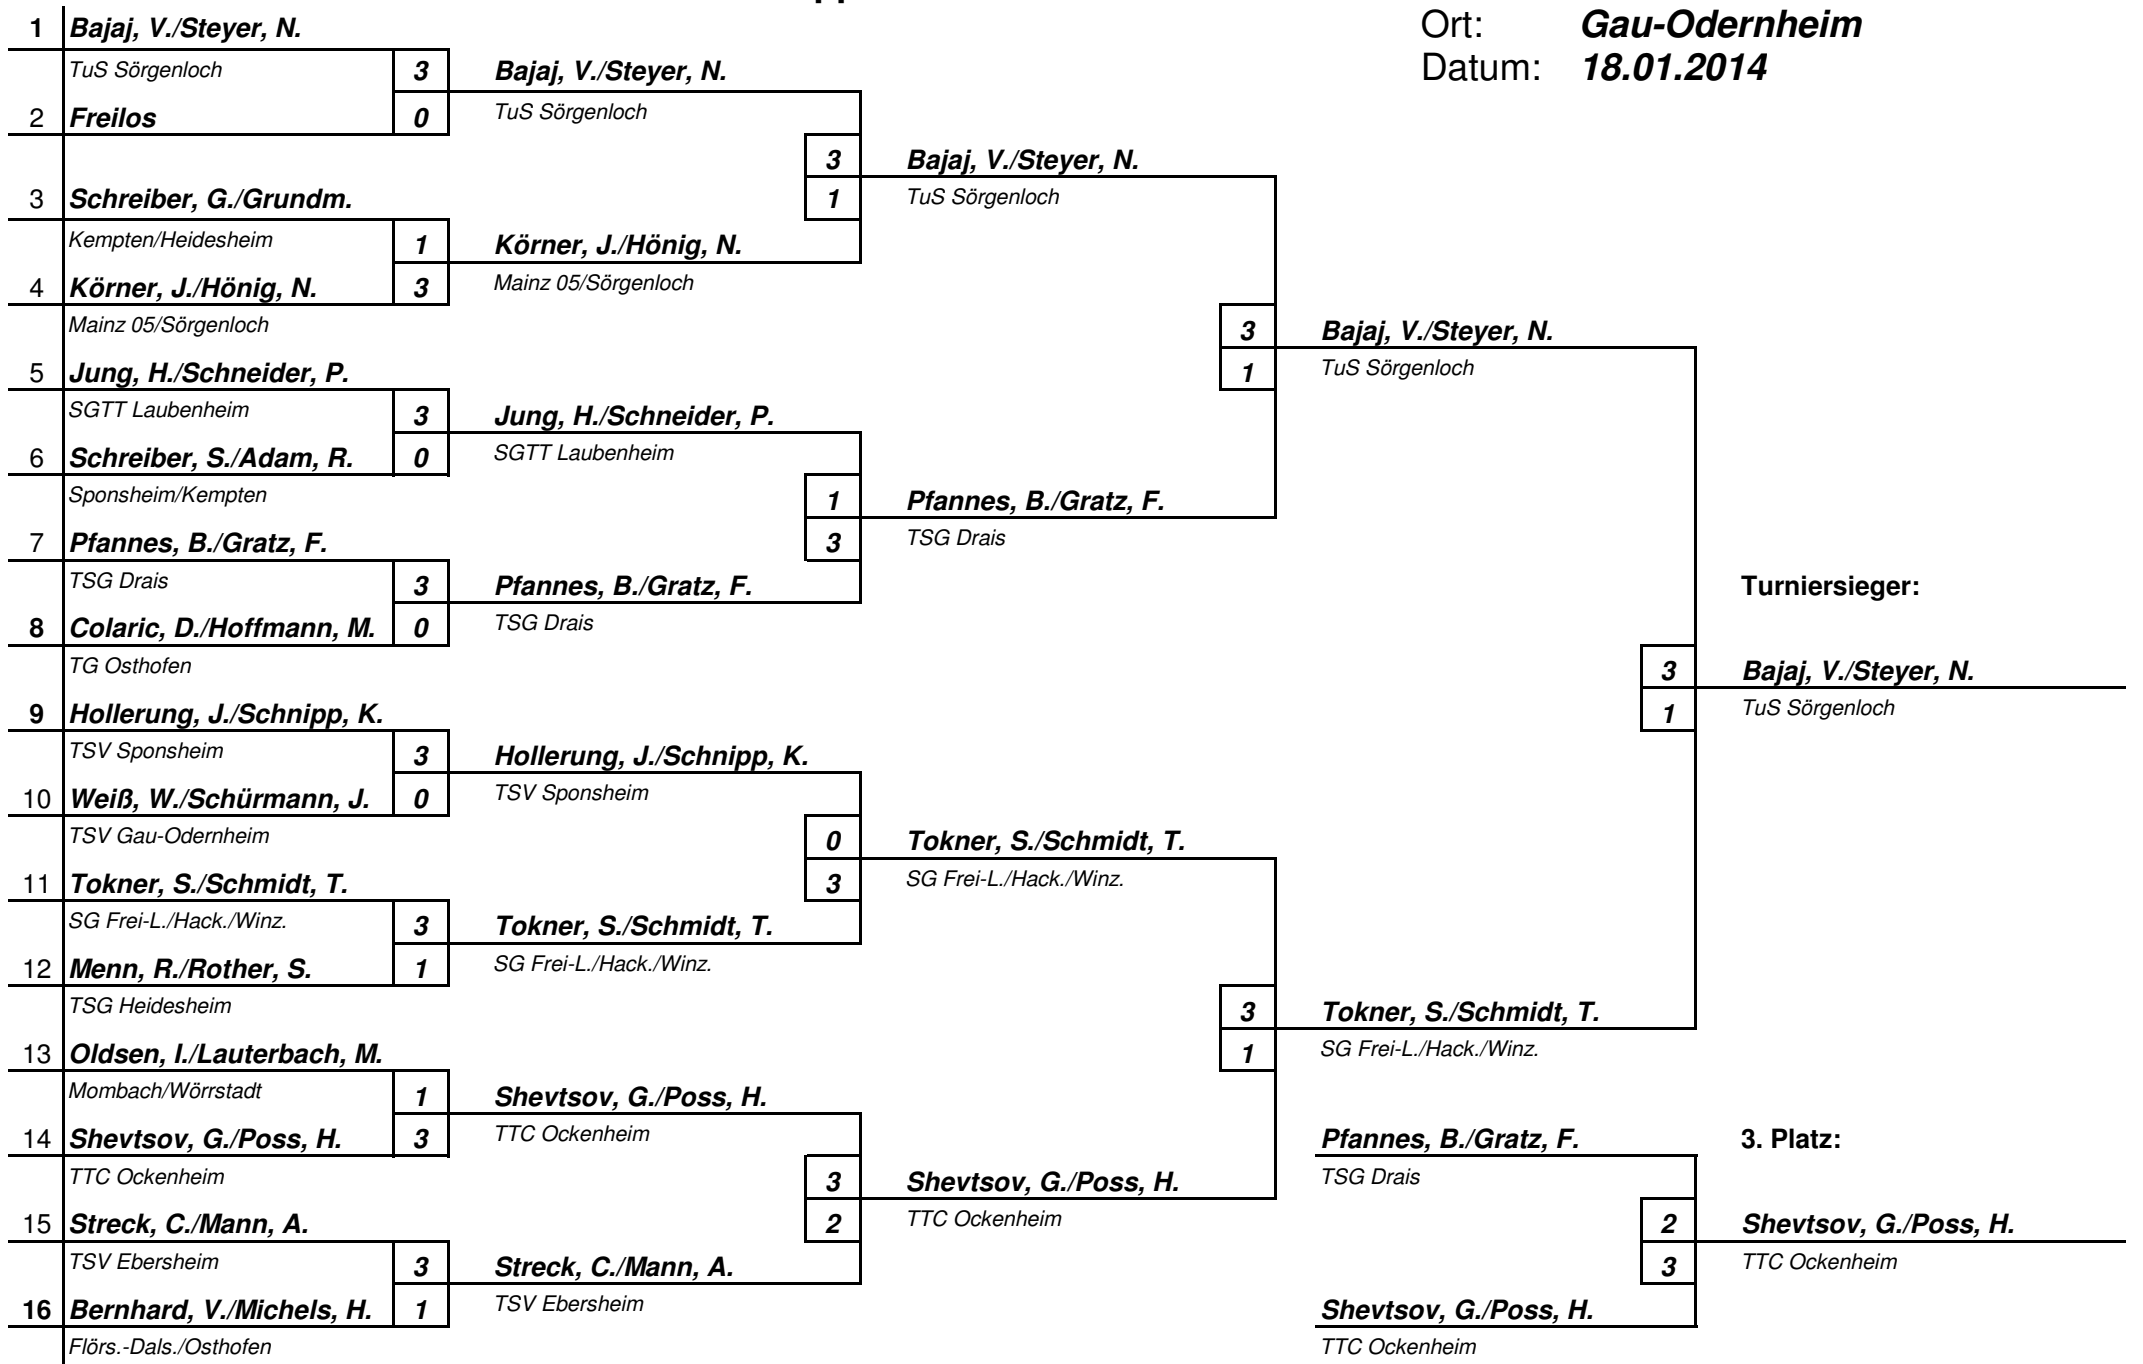 Ort: Gau-Odernheim
Datum: 18.01.2014
1 Bajaj, V./Steyer, N.
TuS Sörgenloch 3
2 Freilos 0
3 Schreiber, G./Grundm.
Kempten/Heidesheim 1
4 Körner, J./Hönig, N. 3
Mainz 05/Sörgenloch
5 Jung, H./Schneider, P.
SGTT Laubenheim 3
6 Schreiber, S./Adam, R. 0
Sponsheim/Kempten
7 Pfannes, B./Gratz, F.
TSG Drais 3
8 Colaric, D./Hoffmann, M. 0
TG Osthofen
9 Hollerung, J./Schnipp, K.
TSV Sponsheim 3
10 Weiß, W./Schürmann, J. 0
TSV Gau-Odernheim
11 Tokner, S./Schmidt, T.
SG Frei-L./Hack./Winz. 3
12 Menn, R./Rother, S. 1
TSG Heidesheim
13 Oldsen, I./Lauterbach, M.
Mombach/Wörrstadt 1
14 Shevtsov, G./Poss, H. 3
TTC Ockenheim
15 Streck, C./Mann, A.
TSV Ebersheim 3
16 Bernhard, V./Michels, H. 1
Flörs.-Dals./Osthofen
Bajaj, V./Steyer, N.
TuS Sörgenloch
3
1
Körner, J./Hönig, N.
Mainz 05/Sörgenloch
Jung, H./Schneider, P.
SGTT Laubenheim
1
3
Pfannes, B./Gratz, F.
TSG Drais
Hollerung, J./Schnipp, K.
TSV Sponsheim
0
3
Tokner, S./Schmidt, T.
SG Frei-L./Hack./Winz.
Shevtsov, G./Poss, H.
TTC Ockenheim
3
2
Streck, C./Mann, A.
TSV Ebersheim
Bajaj, V./Steyer, N.
TuS Sörgenloch
3
1
Pfannes, B./Gratz, F.
TSG Drais
Tokner, S./Schmidt, T.
SG Frei-L./Hack./Winz.
3
1
Shevtsov, G./Poss, H.
TTC Ockenheim
Bajaj, V./Steyer, N.
TuS Sörgenloch
3
1
Tokner, S./Schmidt, T.
SG Frei-L./Hack./Winz.
Turniersieger:
Bajaj, V./Steyer, N.
TuS Sörgenloch
Pfannes, B./Gratz, F.
TSG Drais
2
3
Shevtsov, G./Poss, H.
TTC Ockenheim
3. Platz:
Shevtsov, G./Poss, H.
TTC Ockenheim